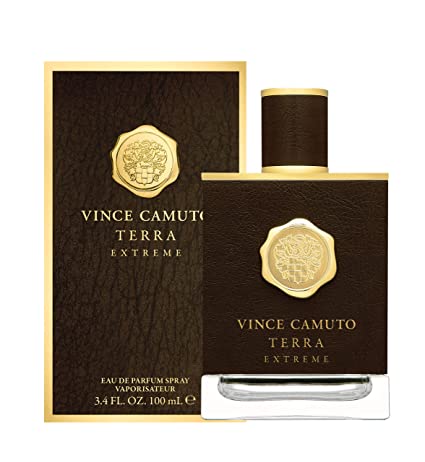 VINCE CAMUTO
TERRA
EXTREME
EAU DE PARFUM SPRAY
VAPORISATEUR
3.4 FL. OZ. 100 mL ℮
VINCE CAMUTO
TERRA
EXTREME